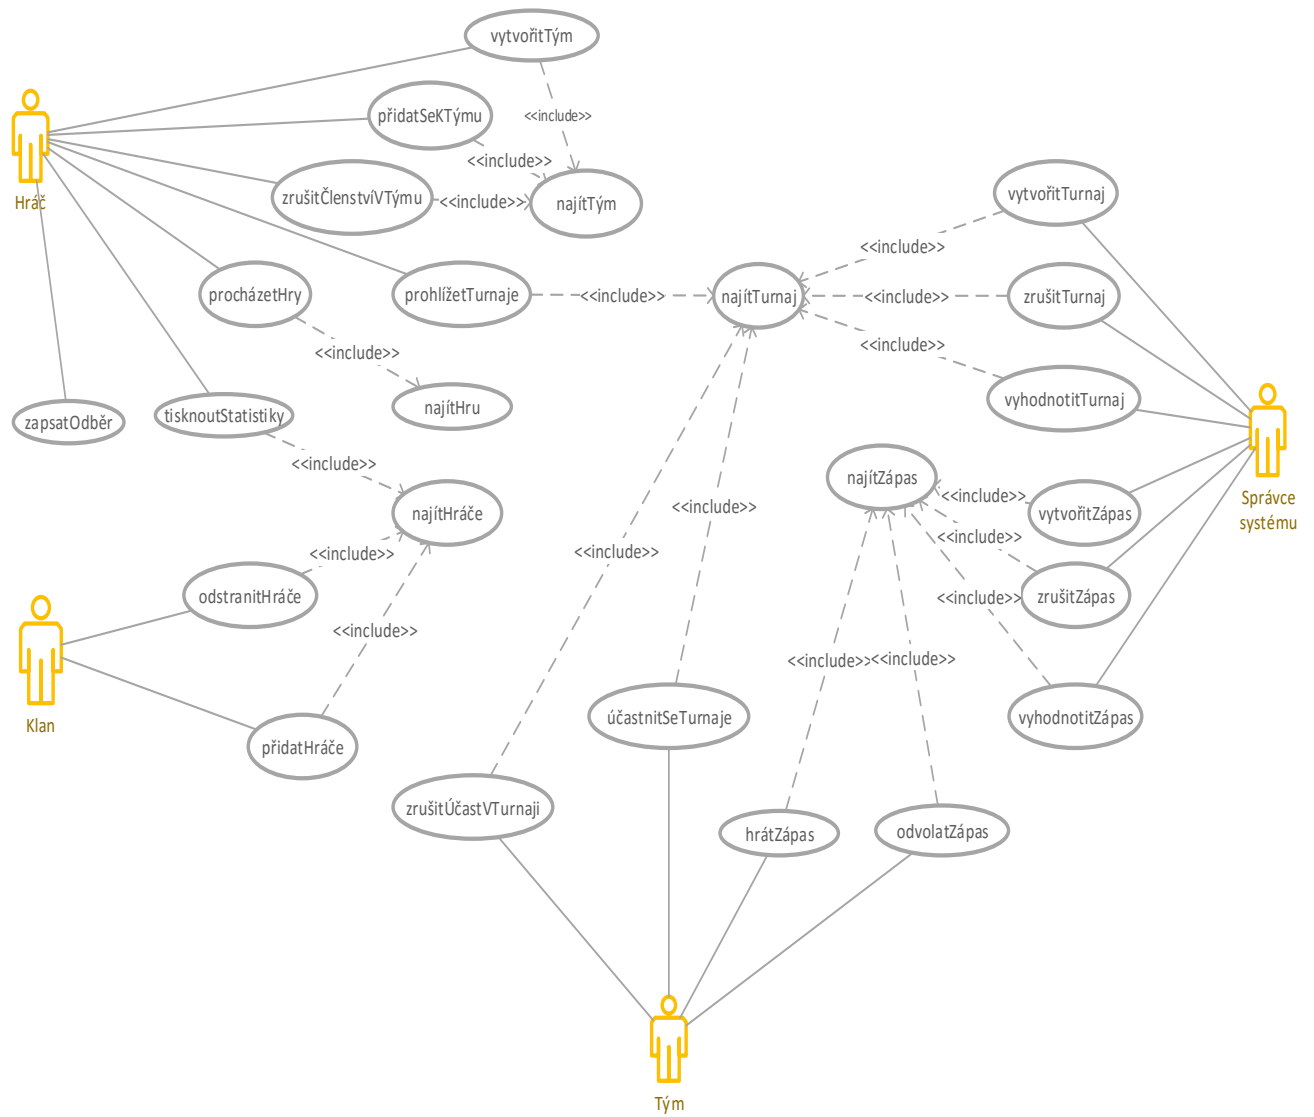 vytvořitTým
přidatSeKTýmu
<<include>>
<<include>>
Hráč
zrušitČlenstvíVTýmu
<<include>>
najítTým
vytvořitTurnaj
<<include>>
procházetHry
prohlížetTurnaje
<<include>>
najítTurnaj
<<include>>
zrušitTurnaj
<<include>>
<<include>>
zapsatOdběr
tisknoutStatistiky
najítHru
vyhodnotitTurnaj
<<include>>
najítZápas
<<include>>
Správce
systému
najítHráče
<<include>>
vytvořitZápas
<<include>>
<<include>>
<<include>>
odstranitHráče
<<include>>
zrušitZápas
<<include>>
<<include>>
<<include>>
Klan
přidatHráče
účastnitSeTurnaje
vyhodnotitZápas
zrušitÚčastVTurnaji
hrátZápas
odvolatZápas
Tým